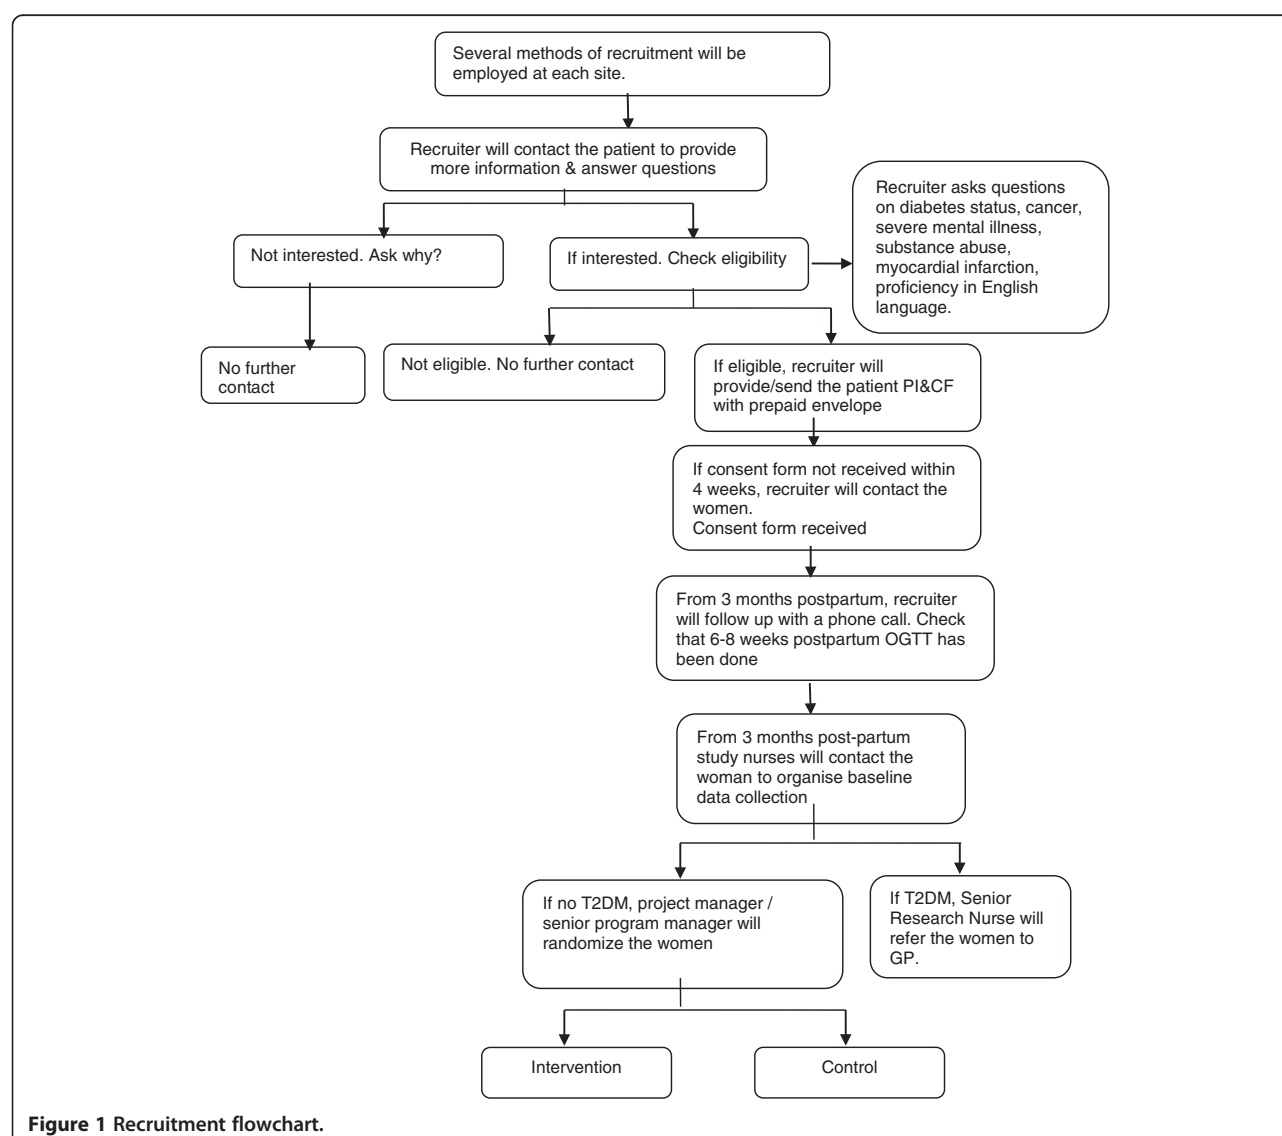 Several methods of recruitment will be
employed at each site.
Recruiter will contact the patient to provide
more information & answer questions
Recruiter asks questions
on diabetes status, cancer,
severe mental illness,
substance abuse,
myocardial infarction,
proficiency in English
language.
Not interested. Ask why?
If interested. Check eligibility
No further
contact
Not eligible. No further contact
If eligible, recruiter will
provide/send the patient PI&CF
with prepaid envelope
If consent form not received within
4 weeks, recruiter will contact the
women.
Consent form received
From 3 months postpartum, recruiter
will follow up with a phone call. Check
that 6-8 weeks postpartum OGTT has
been done
From 3 months post-partum
study nurses will contact the
woman to organise baseline
data collection
If no T2DM, project manager /
senior program manager will
randomize the women
If T2DM, Senior
Research Nurse will
refer the women to
GP.
Intervention
Control
Figure 1 Recruitment flowchart.